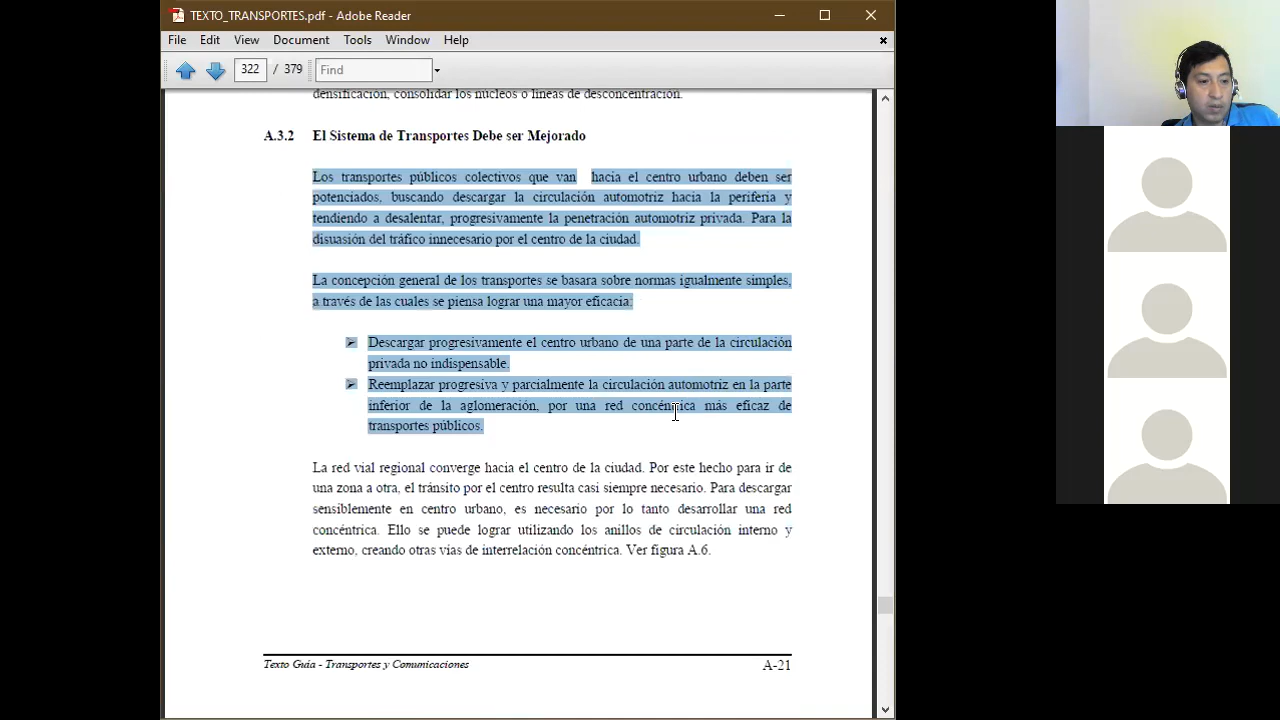 TEXTO_TRANSPORTES.pdf - Adobe Reader
File Edit View Document Tools Window Help
322 / 379 Find
densificación, consolidar los núcleos o líneas de desconcentración.
A.3.2 El Sistema de Transportes Debe ser Mejorado
Los transportes públicos colectivos que van hacia el centro urbano deben ser
potenciados, buscando descargar la circulación automotriz hacia la periferia y
tendiendo a desalentar, progresivamente la penetración automotriz privada. Para la
disuasión del tráfico innecesario por el centro de la ciudad.
La concepción general de los transportes se basara sobre normas igualmente simples,
a través de las cuales se piensa lograr una mayor eficacia:
➢ Descargar progresivamente el centro urbano de una parte de la circulación
privada no indispensable.
➢ Reemplazar progresiva y parcialmente la circulación automotriz en la parte
inferior de la aglomeración, por una red concéntrica más eficaz de
transportes públicos.
La red vial regional converge hacia el centro de la ciudad. Por este hecho para ir de
una zona a otra, el tránsito por el centro resulta casi siempre necesario. Para descargar
sensiblemente en centro urbano, es necesario por lo tanto desarrollar una red
concéntrica. Ello se puede lograr utilizando los anillos de circulación interno y
externo, creando otras vías de interrelación concéntrica. Ver figura A.6.
Texto Guía - Transportes y Comunicaciones A-21